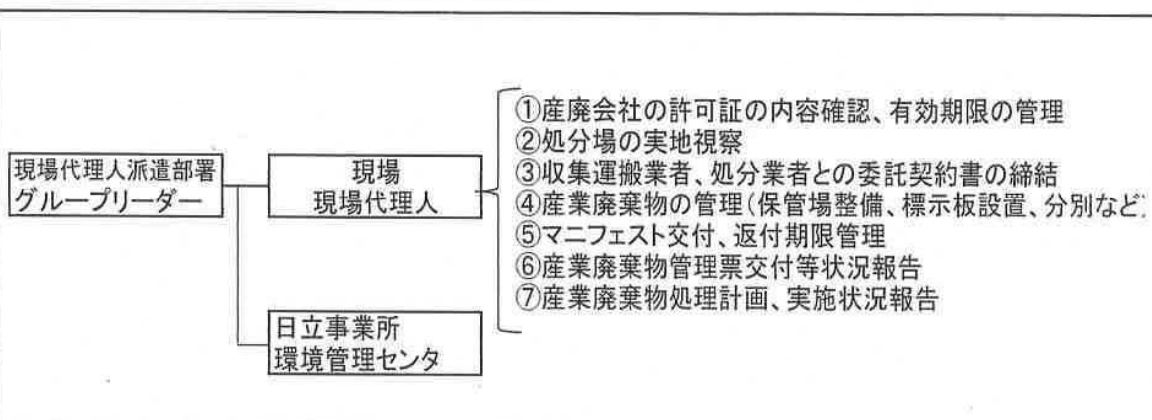 現場代理人派遣部署
グループリーダー
現場
現場代理人
①産廃会社の許可証の内容確認、有効期限の管理
②処分場の実地視察
③収集運搬業者、処分業者との委託契約書の締結
④産業廃棄物の管理(保管場整備、標示板設置、分別など)
⑤マニフェスト交付、返付期限管理
⑥産業廃棄物管理票交付等状況報告
⑦産業廃棄物処理計画、実施状況報告
日立事業所
環境管理センタ